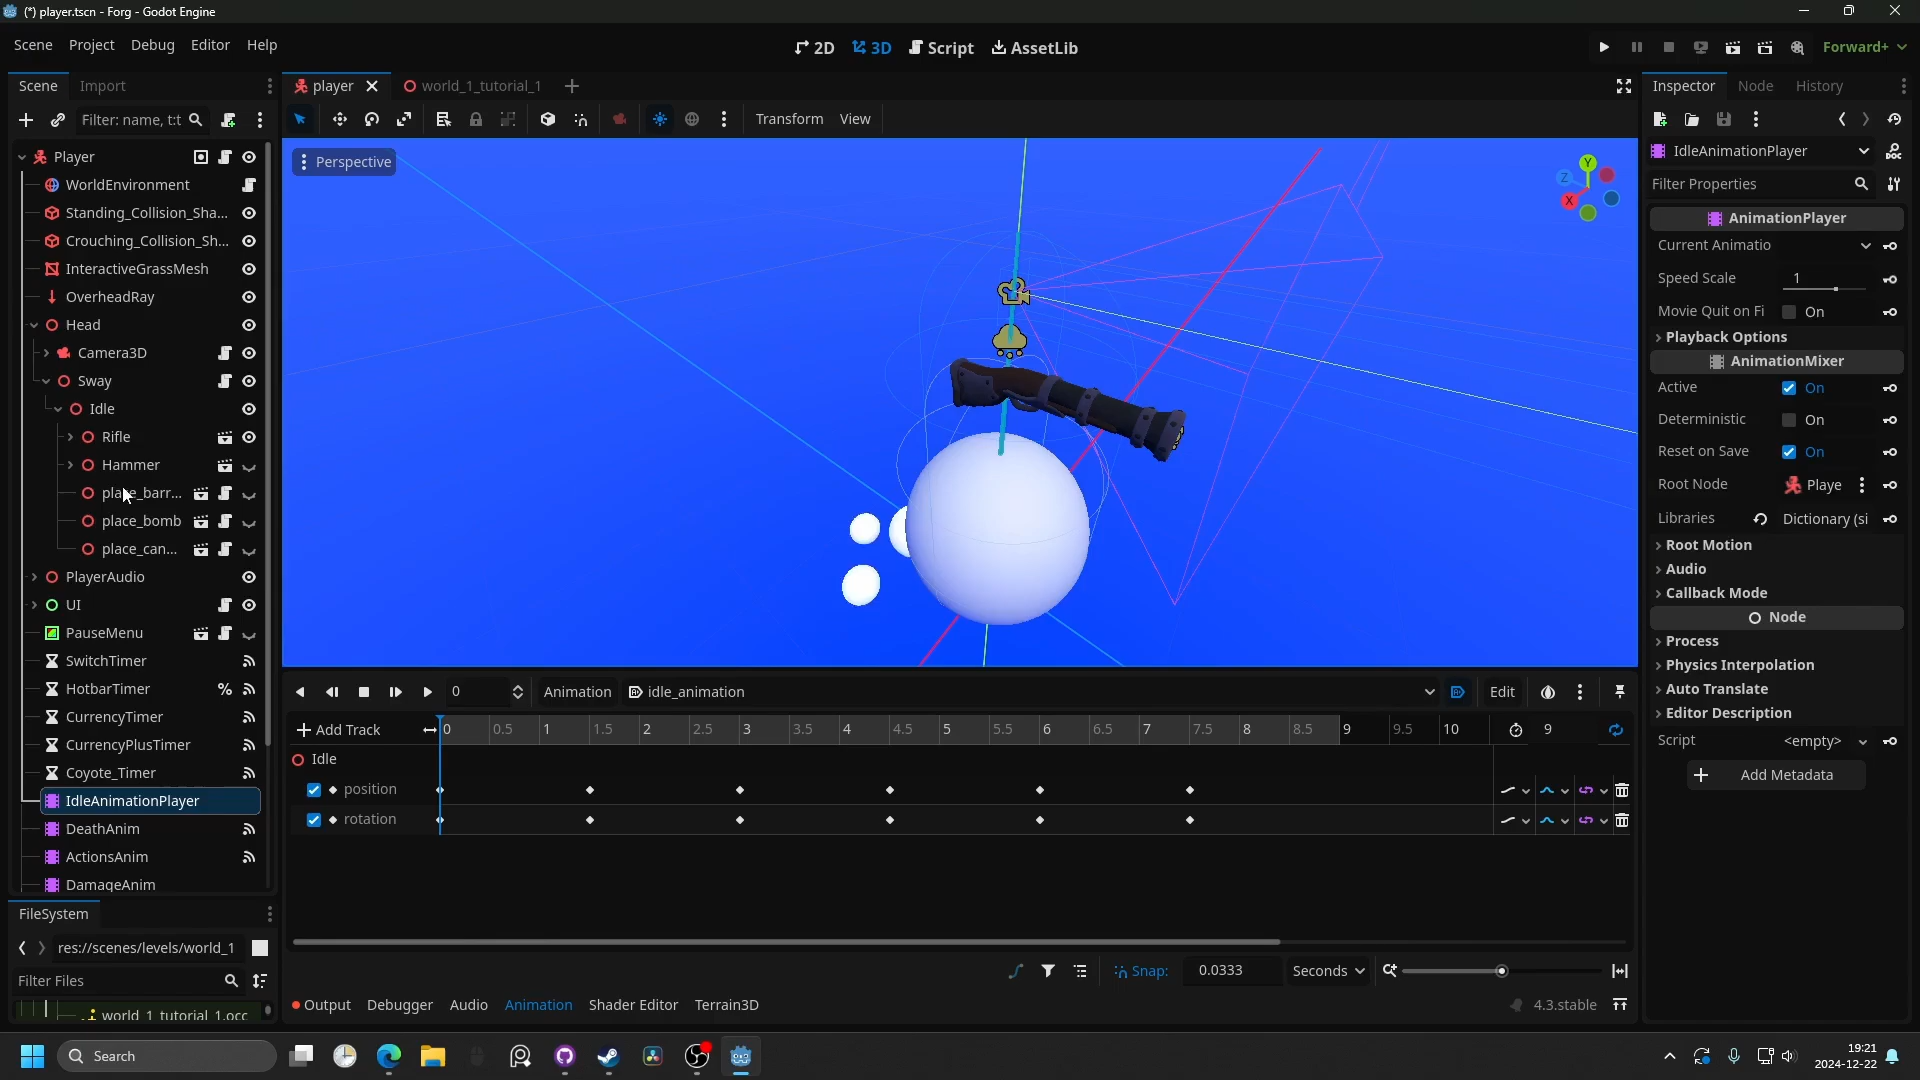 (*) player.tscn - Forg - Godot Engine
Scene Project Debug Editor Help
2D 3D Script AssetLib
Forward+
Scene Import
player world_1_tutorial_1
Inspector Node History
Filter: name, t:t
Transform View
Perspective
Y
Z
X
Player
WorldEnvironment
Standing_Collision_Sha...
Crouching_Collision_Sh...
InteractiveGrassMesh
OverheadRay
Head
Camera3D
Sway
Idle
Rifle
Hammer
place_barr...
place_bomb
place_can...
PlayerAudio
UI
PauseMenu
SwitchTimer
HotbarTimer %
CurrencyTimer
CurrencyPlusTimer
Coyote_Timer
IdleAnimationPlayer
DeathAnim
ActionsAnim
DamageAnim
FileSystem
res://scenes/levels/world_1
Filter Files
world_1_tutorial_1.occ
0 Animation idle_animation Edit
Add Track 0 0.5 1 1.5 2 2.5 3 3.5 4 4.5 5 5.5 6 6.5 7 7.5 8 8.5 9 9.5 10 9
Idle
position
rotation
Snap: 0.0333 Seconds
Output Debugger Audio Animation Shader Editor Terrain3D 4.3.stable
IdleAnimationPlayer DOC
Filter Properties
AnimationPlayer
Current Animatio
Speed Scale 1
Movie Quit on Fi On
Playback Options
AnimationMixer
Active On
Deterministic On
Reset on Save On
Root Node Playe
Libraries Dictionary (si
Root Motion
Audio
Callback Mode
Node
Process
Physics Interpolation
Auto Translate
Editor Description
Script <empty>
Add Metadata
Search
19:21
2024-12-22